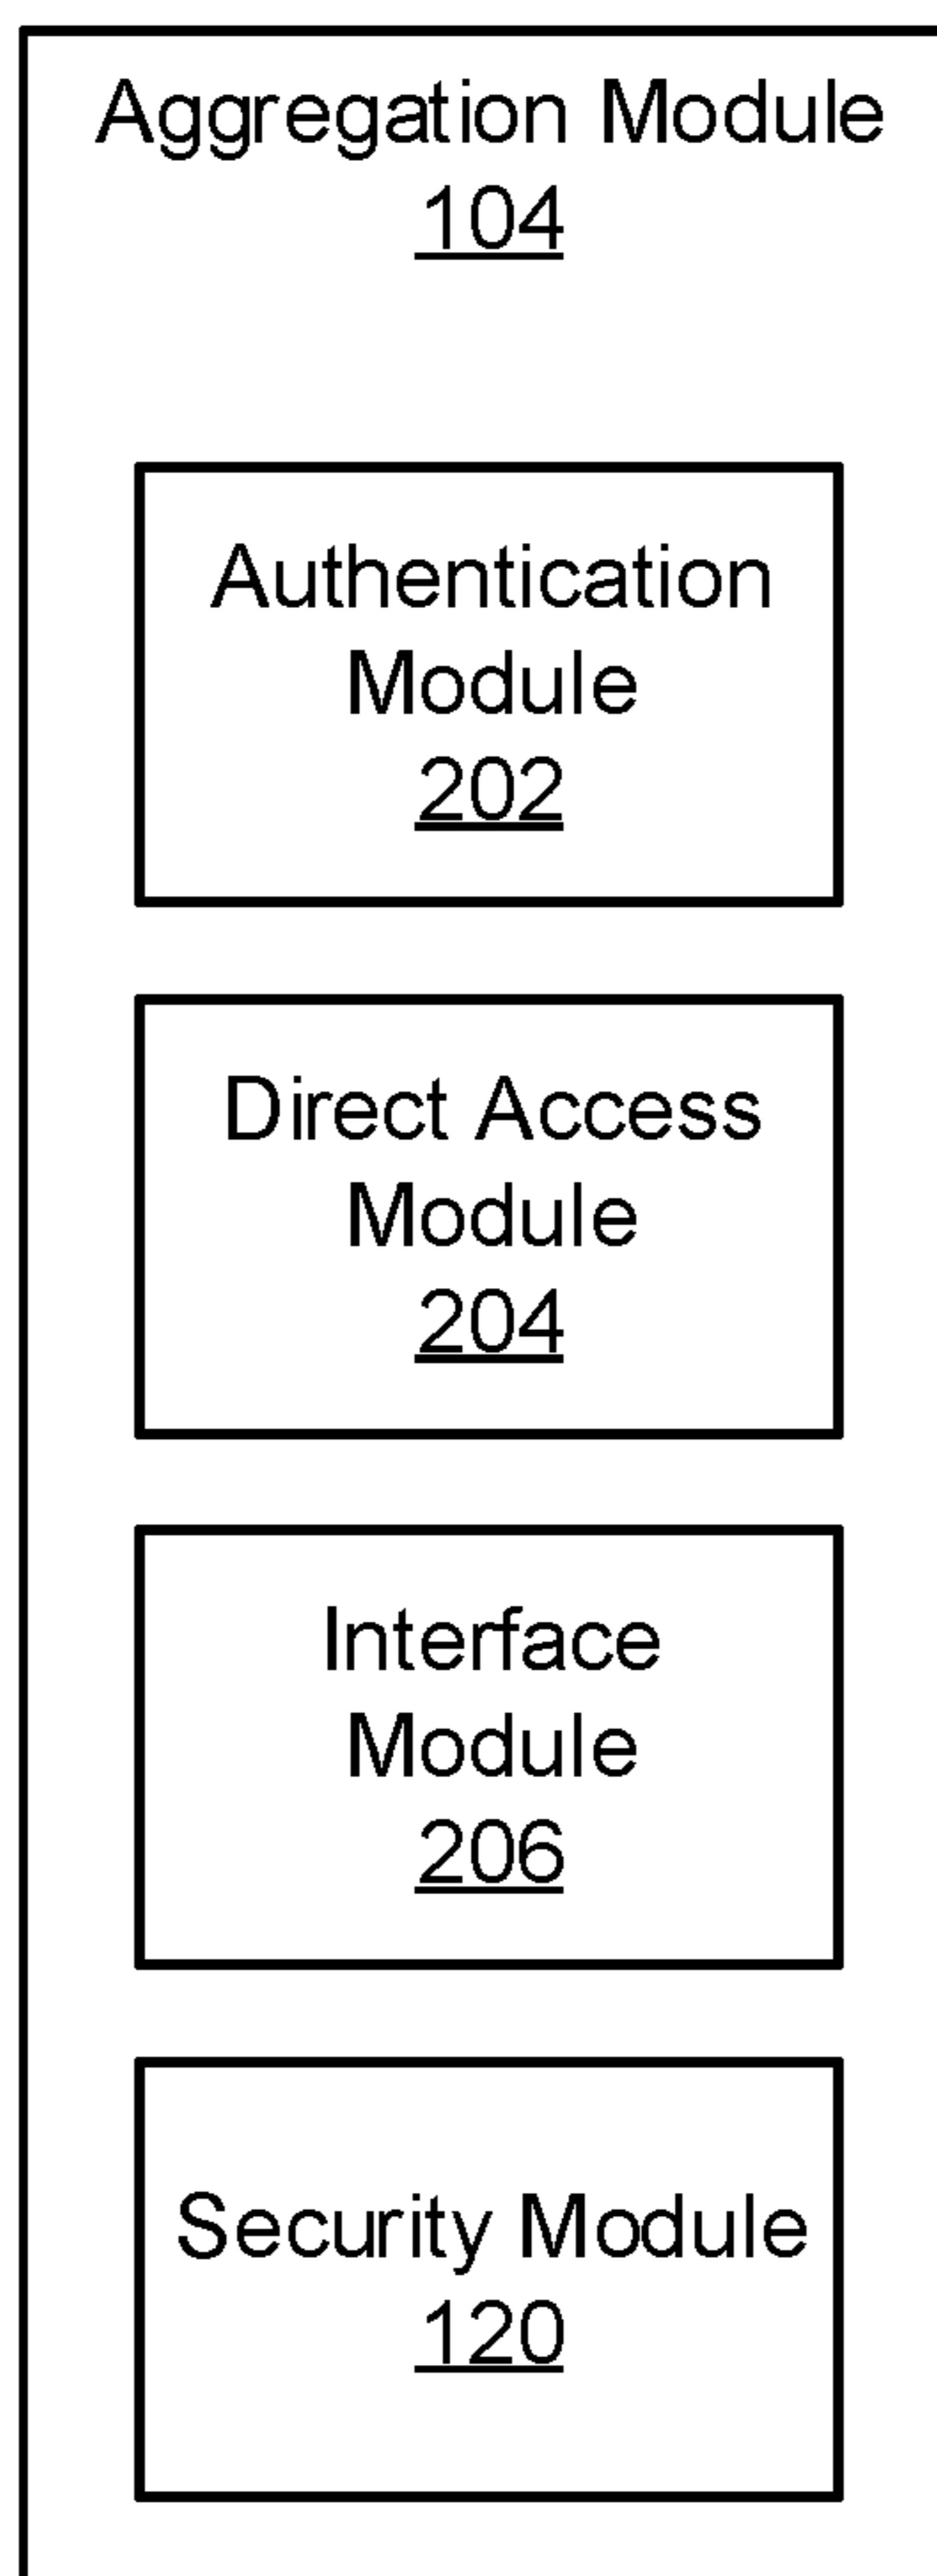 Aggregation Module
104
Authentication
Module
202
Direct Access
Module
204
Interface
Module
206
Security Module
120